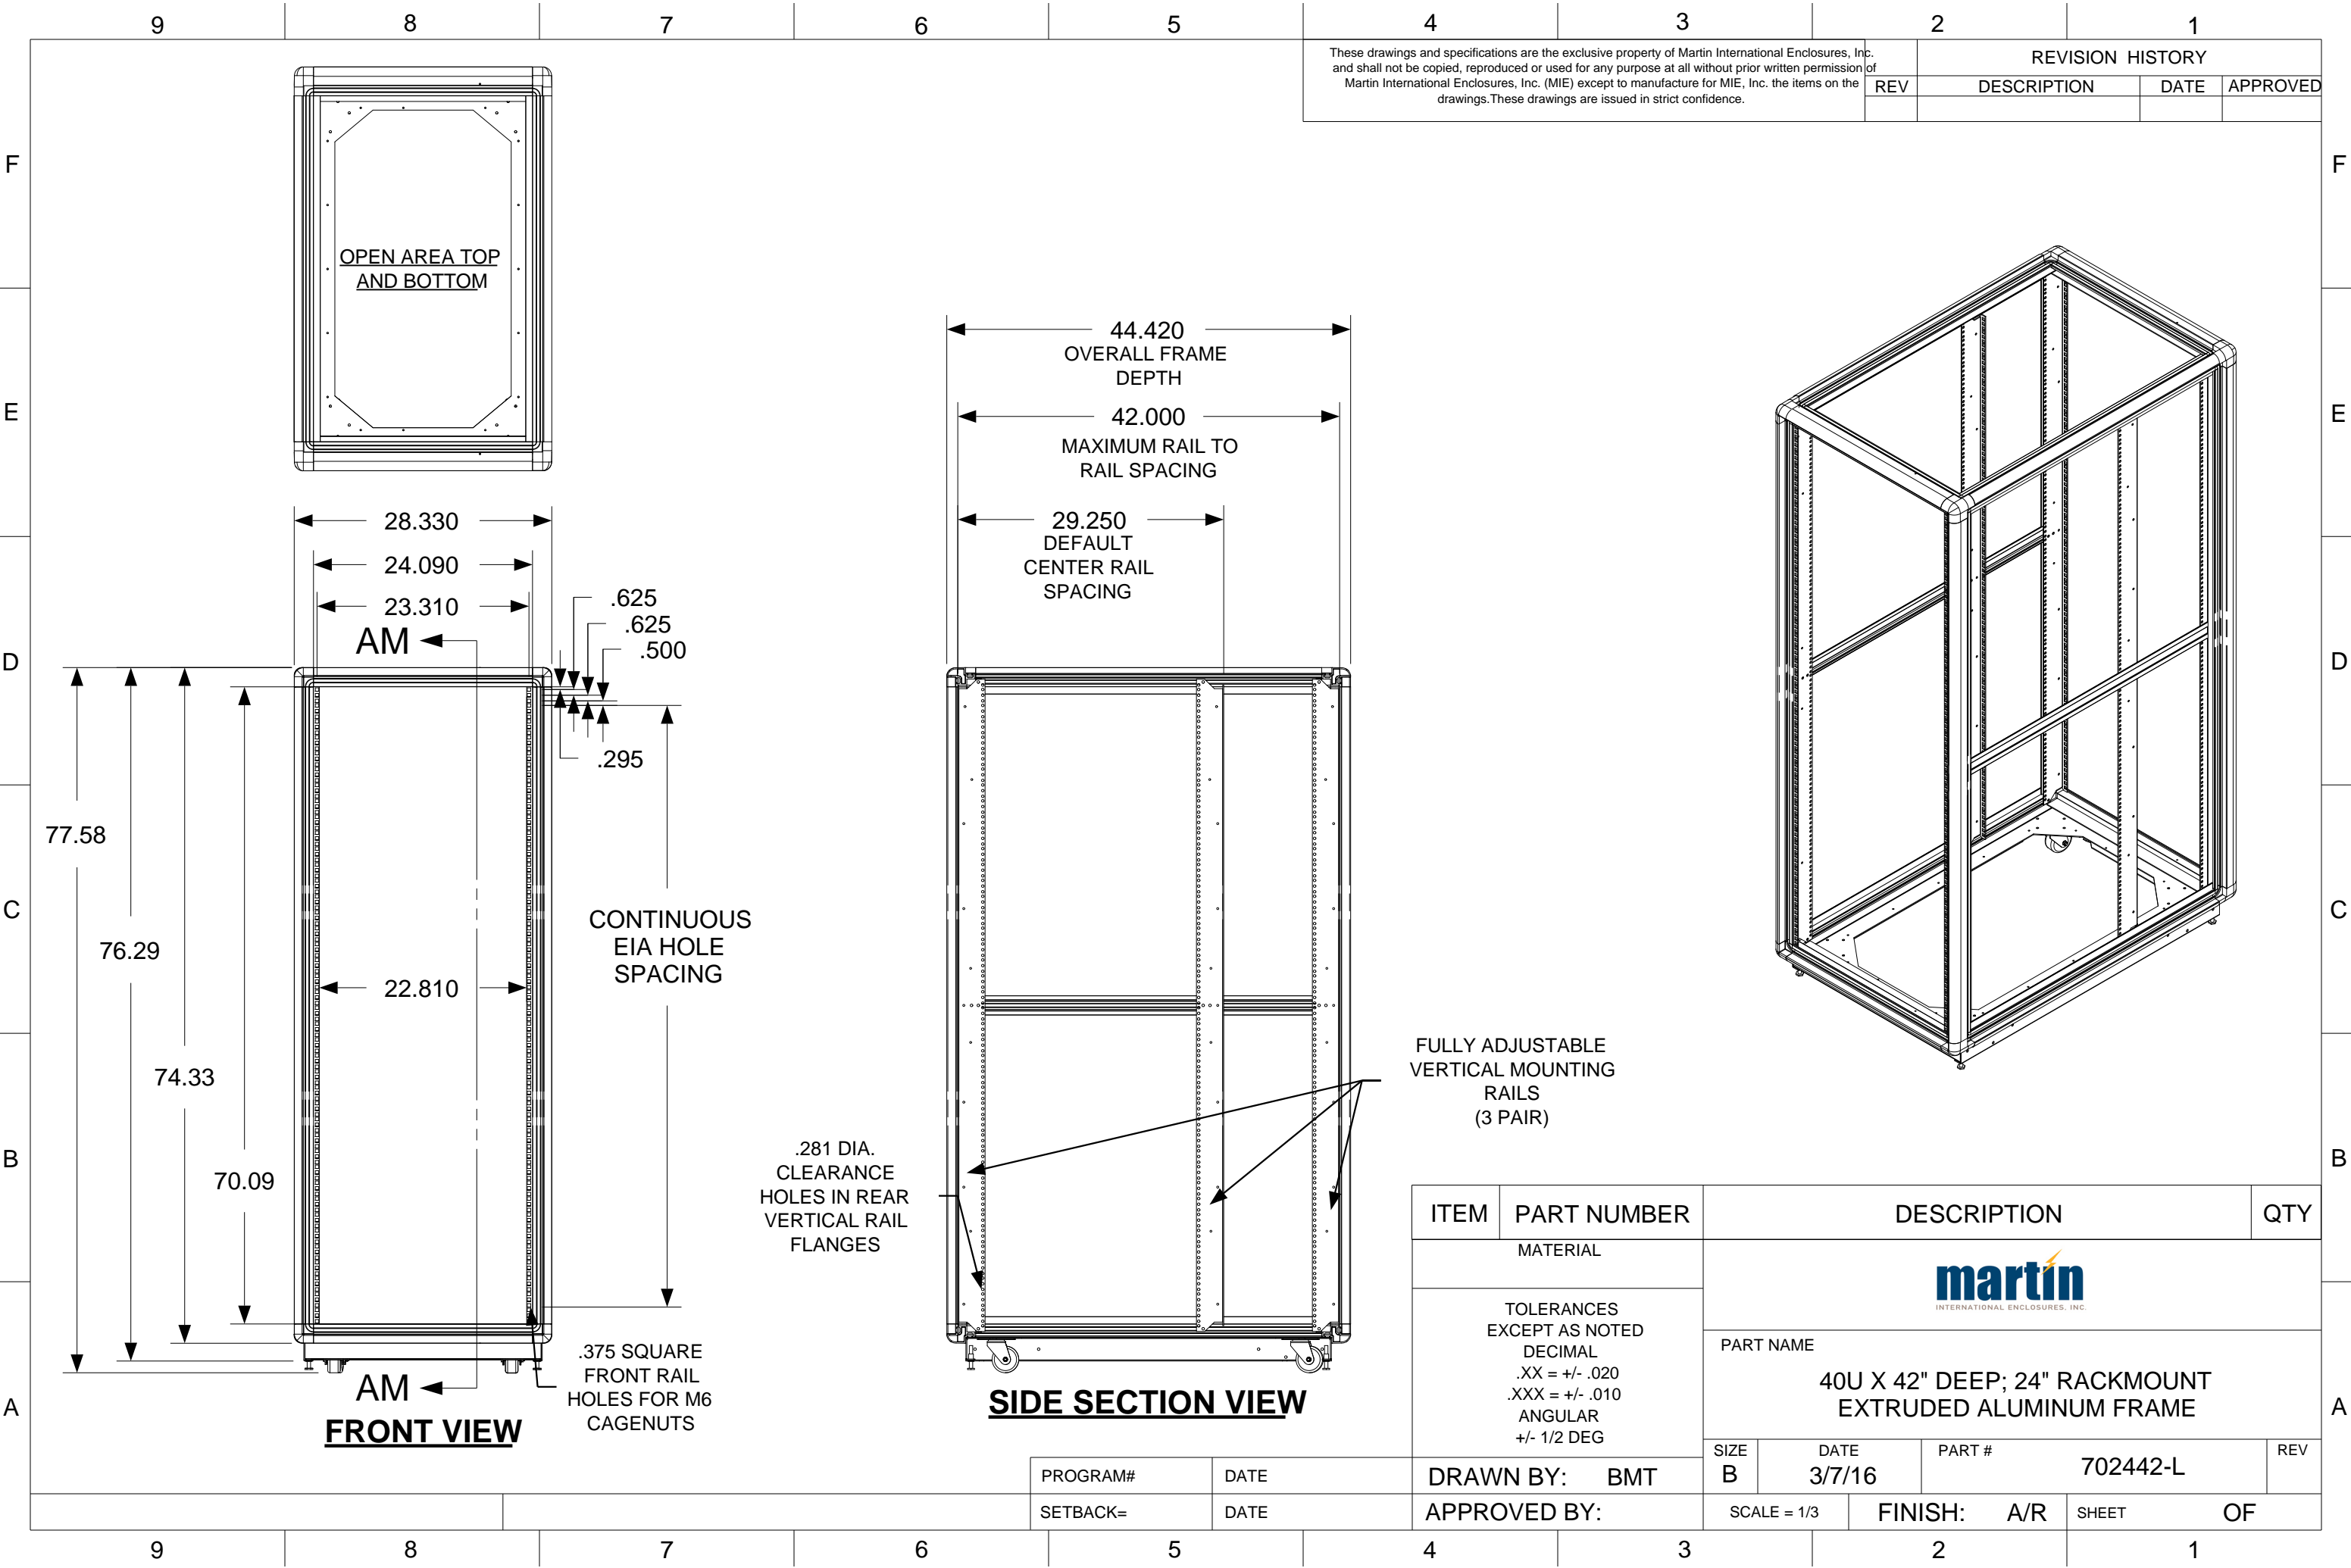 9 8 7 6 5 4 3 2 1
These drawings and specifications are the exclusive property of Martin International Enclosures, Inc.
and shall not be copied, reproduced or used for any purpose at all without prior written permission of
Martin International Enclosures, Inc. (MIE) except to manufacture for MIE, Inc. the items on the
drawings.These drawings are issued in strict confidence.
REVISION HISTORY
REV DESCRIPTION DATE APPROVED
F
F
OPEN AREA TOP
AND BOTTOM
E
E
44.420
OVERALL FRAME
DEPTH
42.000
MAXIMUM RAIL TO
RAIL SPACING
29.250
DEFAULT
CENTER RAIL
SPACING
28.330
24.090
23.310
.625
.625
.500
.295
AM
D
D
77.58
76.29
74.33
70.09
22.810
CONTINUOUS
EIA HOLE
SPACING
C
C
FULLY ADJUSTABLE
VERTICAL MOUNTING
RAILS
(3 PAIR)
.281 DIA.
CLEARANCE
HOLES IN REAR
VERTICAL RAIL
FLANGES
B
B
.375 SQUARE
FRONT RAIL
HOLES FOR M6
CAGENUTS
AM
FRONT VIEW
SIDE SECTION VIEW
A
A
ITEM PART NUMBER DESCRIPTION QTY
MATERIAL
martin
INTERNATIONAL ENCLOSURES, INC.
TOLERANCES
EXCEPT AS NOTED
DECIMAL
.XX = +/- .020
.XXX = +/- .010
ANGULAR
+/- 1/2 DEG
PART NAME
40U X 42" DEEP; 24" RACKMOUNT
EXTRUDED ALUMINUM FRAME
SIZE
B
DATE
3/7/16
PART #
702442-L
REV
PROGRAM# DATE
DRAWN BY: BMT
SETBACK= DATE
APPROVED BY:
SCALE = 1/3
FINISH: A/R
SHEET OF
9 8 7 6 5 4 3 2 1